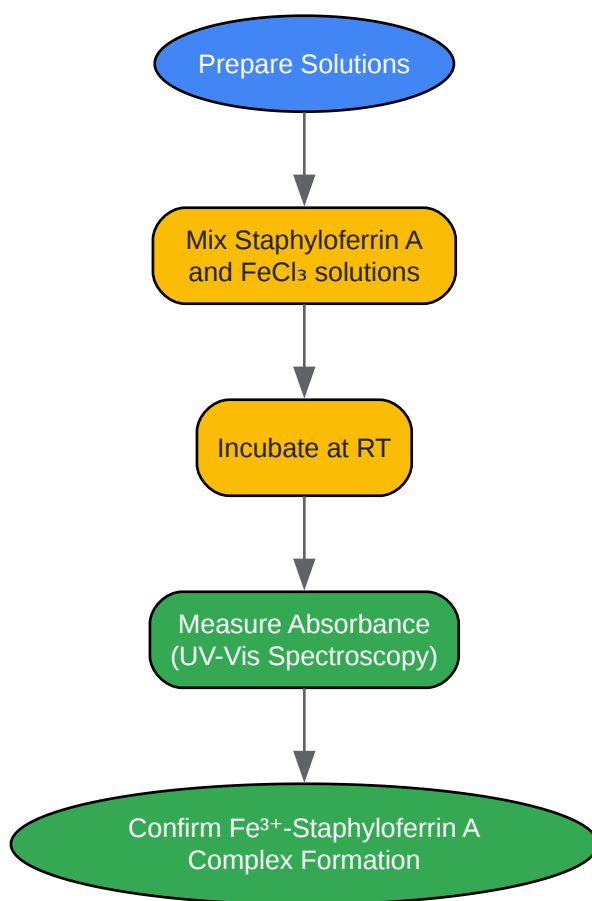 Prepare Solutions
Mix Staphyloferrin A
and FeCl₃ solutions
Incubate at RT
Measure Absorbance
(UV-Vis Spectroscopy)
Confirm Fe³⁺-Staphyloferrin A
Complex Formation